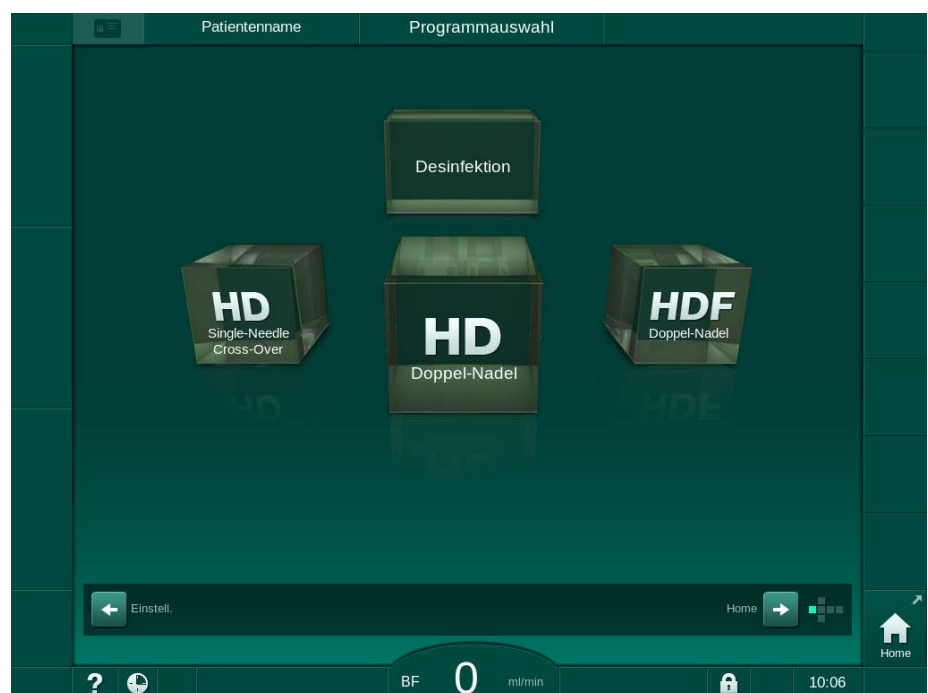 Patientenname
Programmauswahl
Desinfektion
HD
Single-Needle
Cross-Over
HD
Doppel-Nadel
HDF
Doppel-Nadel
Einstell.
Home
Home
?
BF 0 ml/min
10:06